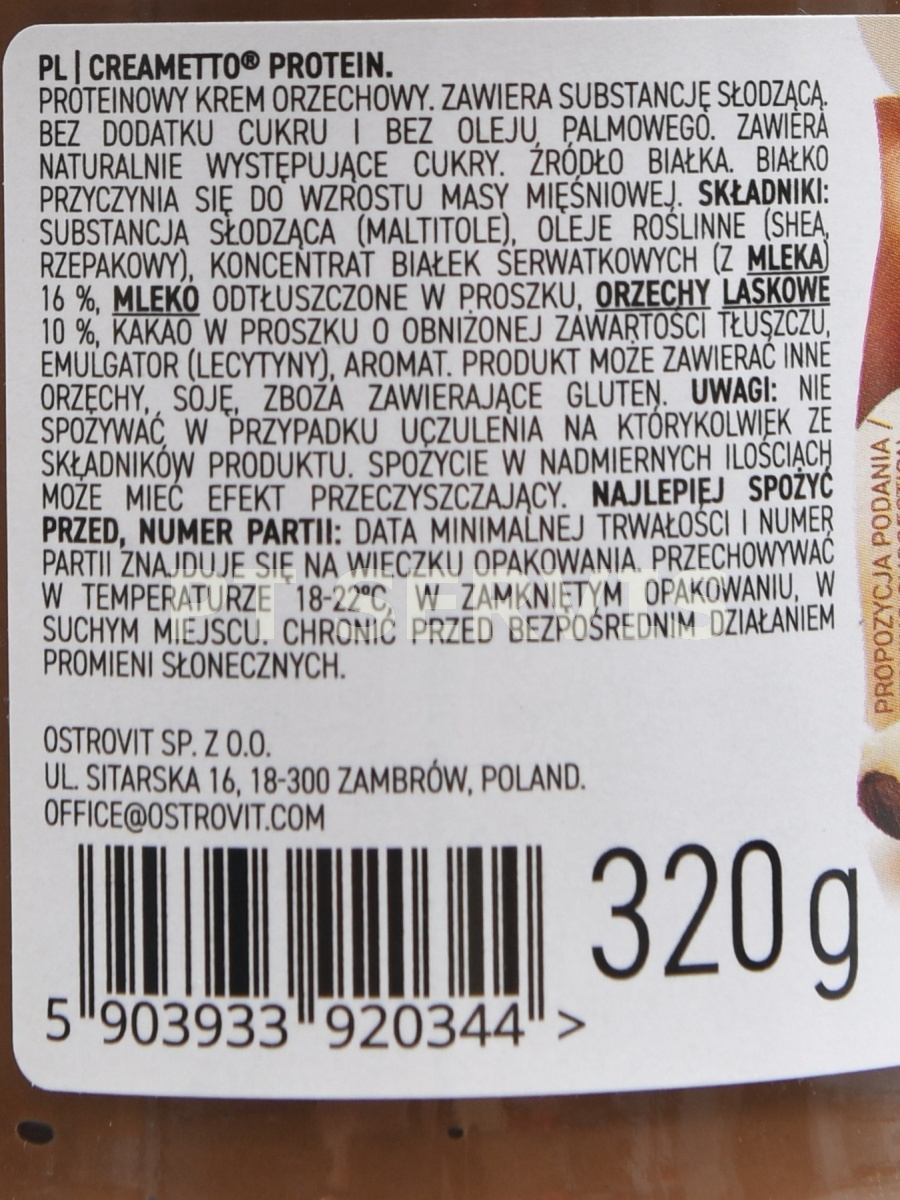 PL | CREAMETTO® PROTEIN.
PROTEINOWY KREM ORZECHOWY. ZAWIERA SUBSTANCJĘ SŁODZĄCĄ.
BEZ DODATKU CUKRU I BEZ OLEJU PALMOWEGO. ZAWIERA
NATURALNIE WYSTĘPUJĄCE CUKRY. ŹRÓDŁO BIAŁKA. BIAŁKO
PRZYCZYNIA SIĘ DO WZROSTU MASY MIĘŚNIOWEJ. SKŁADNIKI:
SUBSTANCJA SŁODZĄCA (MALTITOLE), OLEJE ROŚLINNE (SHEA,
RZEPAKOWY), KONCENTRAT BIAŁEK SERWATKOWYCH (Z MLEKA)
16 %, MLEKO ODTŁUSZCZONE W PROSZKU, ORZECHY LASKOWE
10 %, KAKAO W PROSZKU O OBNIŻONEJ ZAWARTOŚCI TŁUSZCZU,
EMULGATOR (LECYTYNY), AROMAT. PRODUKT MOŻE ZAWIERAĆ INNE
ORZECHY, SOJĘ, ZBOŻA ZAWIERAJĄCE GLUTEN. UWAGI: NIE
SPOŻYWAĆ W PRZYPADKU UCZULENIA NA KTÓRYKOLWIEK ZE
SKŁADNIKÓW PRODUKTU. SPOŻYCIE W NADMIERNYCH ILOŚCIACH
MOŻE MIEĆ EFEKT PRZECZYSZCZAJĄCY. NAJLEPIEJ SPOŻYĆ
PRZED, NUMER PARTII: DATA MINIMALNEJ TRWAŁOŚCI I NUMER
PARTII ZNAJDUJE SIĘ NA WIECZKU OPAKOWANIA. PRZECHOWYWAĆ
W TEMPERATURZE 18-22°C W ZAMKNIĘTYM OPAKOWANIU, W
SUCHYM MIEJSCU. CHRONIĆ PRZED BEZPOŚREDNIM DZIAŁANIEM
PROMIENI SŁONECZNYCH.
OSTROVIT SP. Z O.O.
UL. SITARSKA 16, 18-300 ZAMBRÓW, POLAND.
OFFICE@OSTROVIT.COM
320 g
5 903933 920344 >
PROPOZYCJA PODANIA /